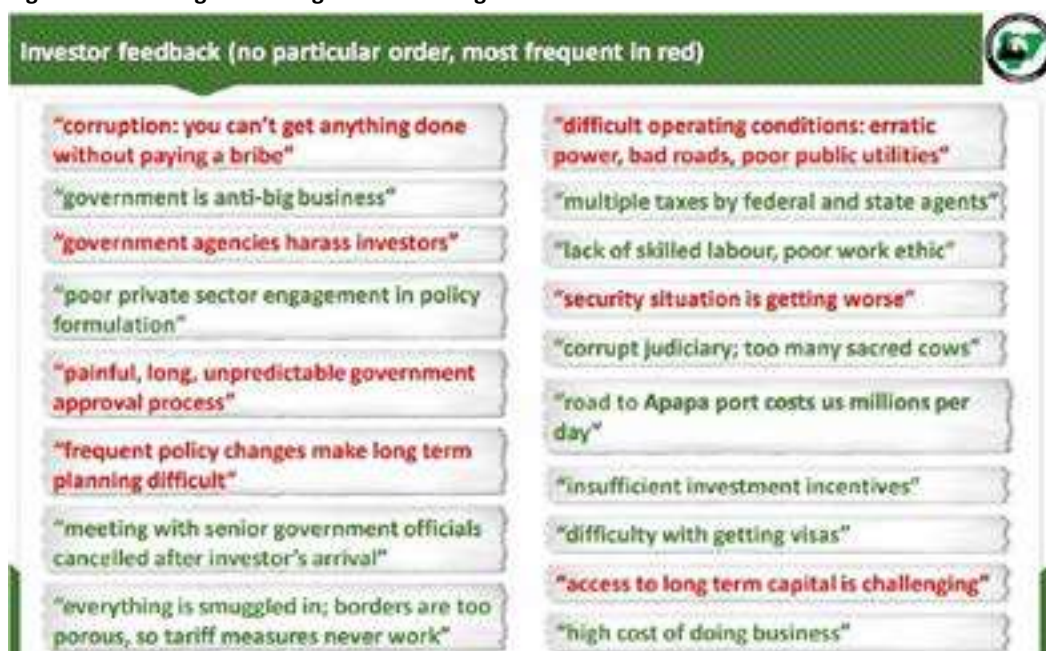 Investor feedback (no particular order, most frequent in red)
"corruption: you can't get anything done
without paying a bribe"
"government is anti-big business"
"government agencies harass investors"
"poor private sector engagement in policy
formulation"
"painful, long, unpredictable government
approval process"
"frequent policy changes make long term
planning difficult"
"meeting with senior government officials
cancelled after investor's arrival"
"everything is smuggled in; borders are too
porous, so tariff measures never work"
"difficult operating conditions: erratic
power, bad roads, poor public utilities"
"multiple taxes by federal and state agents"
"lack of skilled labour, poor work ethic"
"security situation is getting worse"
"corrupt judiciary; too many sacred cows"
"road to Apapa port costs us millions per
day"
"insufficient investment incentives"
"difficulty with getting visas"
"access to long term capital is challenging"
"high cost of doing business"